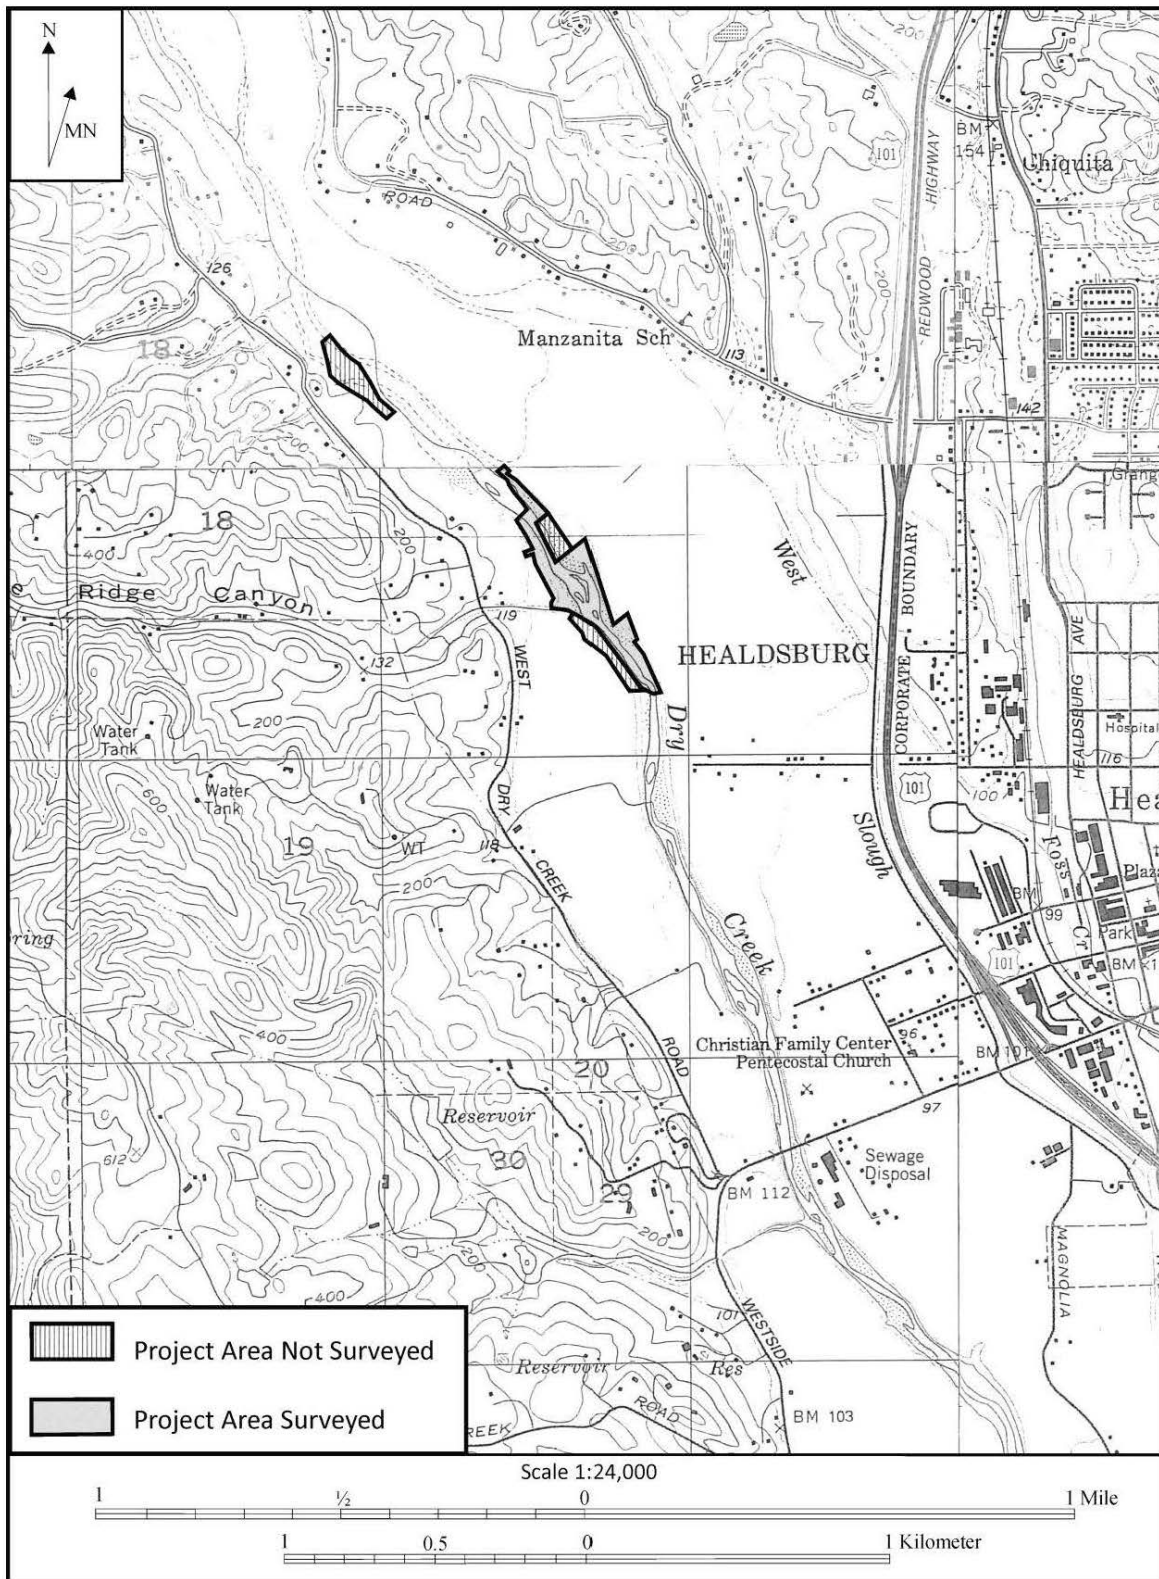 N
MN
200
BM
154
Chiquita
101
HIGHWAY
REDWOOD
ROAD
200
200
126
18
Manzanita Sch
113
142
200
18
200
400
Ridge Canyon
119
132
WEST
West
HEALDSBURG
CORPORATE BOUNDARY
HEALDSBURG AVE
Hospital
116
Water
Tank
200
Water
Tank
600
Dry
DRY
101
100
Hea
19
WT
118
200
CREEK
Slough
Foss
Cr
BM
99
Plaza
Park
ring
Creek
101
BM
400
ROAD
Christian Family Center
Pentecostal Church
96
BM 101
20
97
Reservoir
612
30
29
Sewage
Disposal
BM 112
200
200
MAGNOLIA
400
101
WESTSIDE
Reservoir
Res
ROAD
REEK
BM 103
Project Area Not Surveyed
Project Area Surveyed
Scale 1:24,000
1 ½ 0 1 Mile
1 0.5 0 1 Kilometer